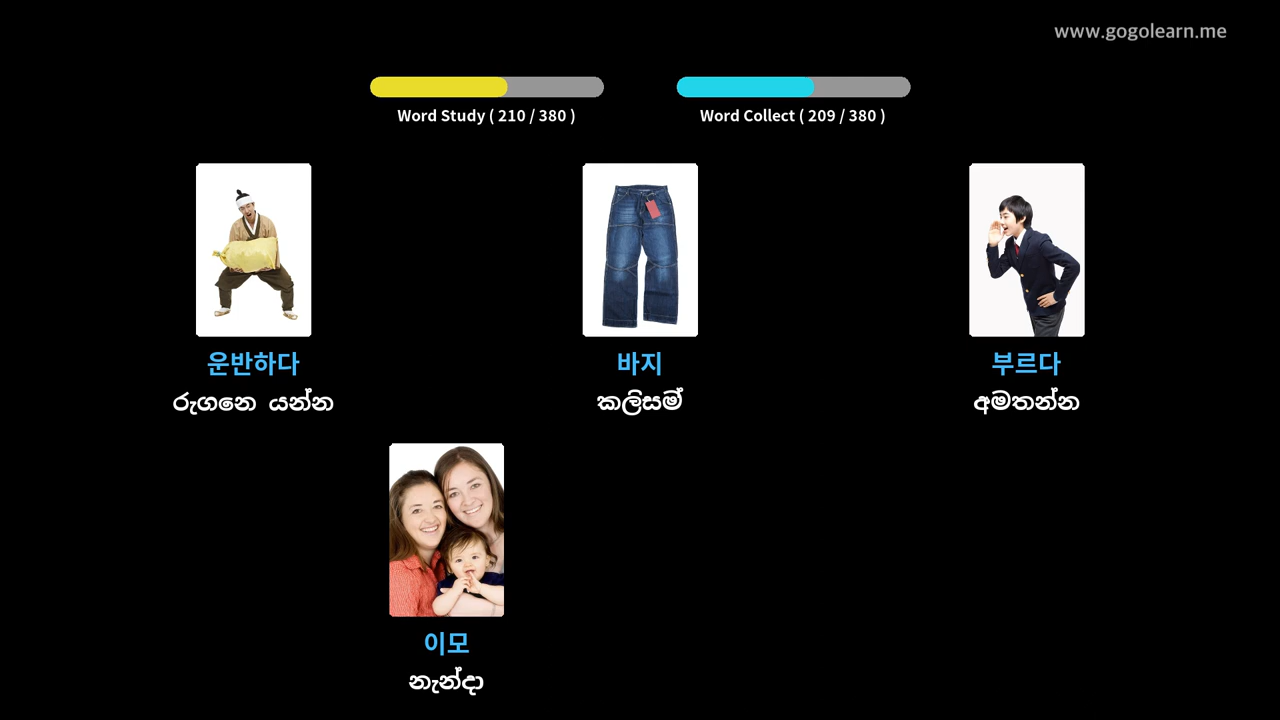 www.gogolearn.me
Word Study ( 210 / 380 )
Word Collect ( 209 / 380 )
운반하다
바지
부르다
රුගනෙ යන්න
කලිසම්
අමතන්න
이모
නැන්දා